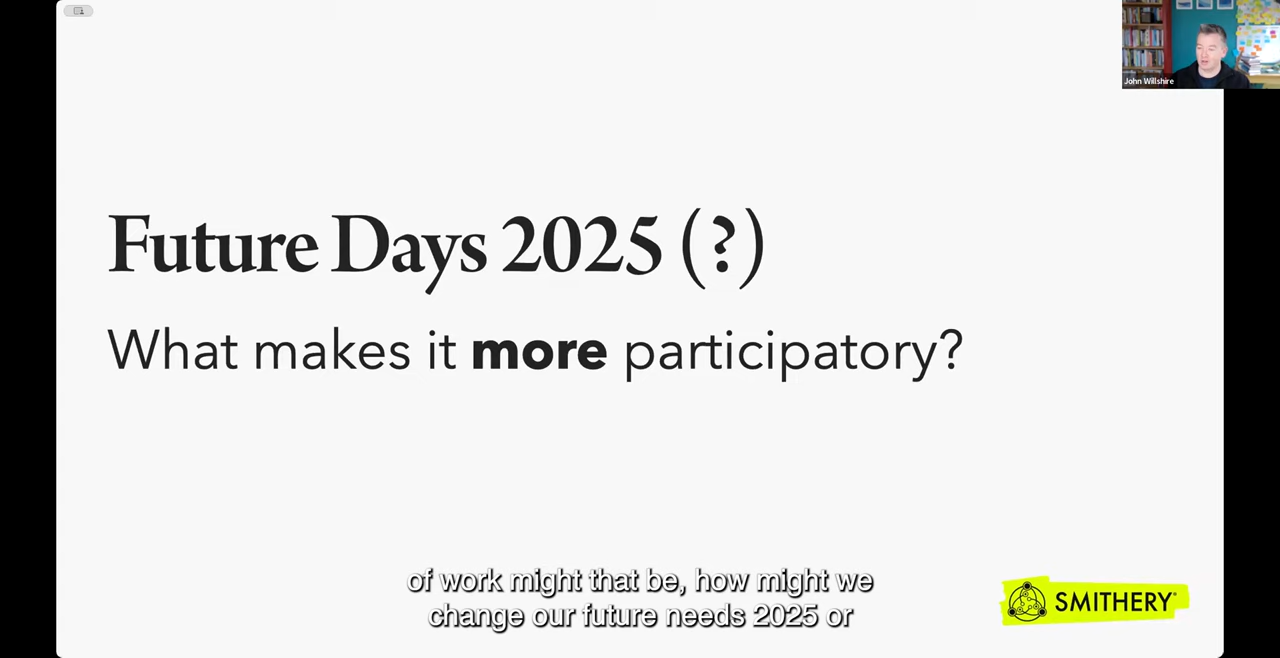 John Willshire
Future Days 2025 (?)
What makes it more participatory?
of work might that be, how might we
change our future needs 2025 or
SMITHERY